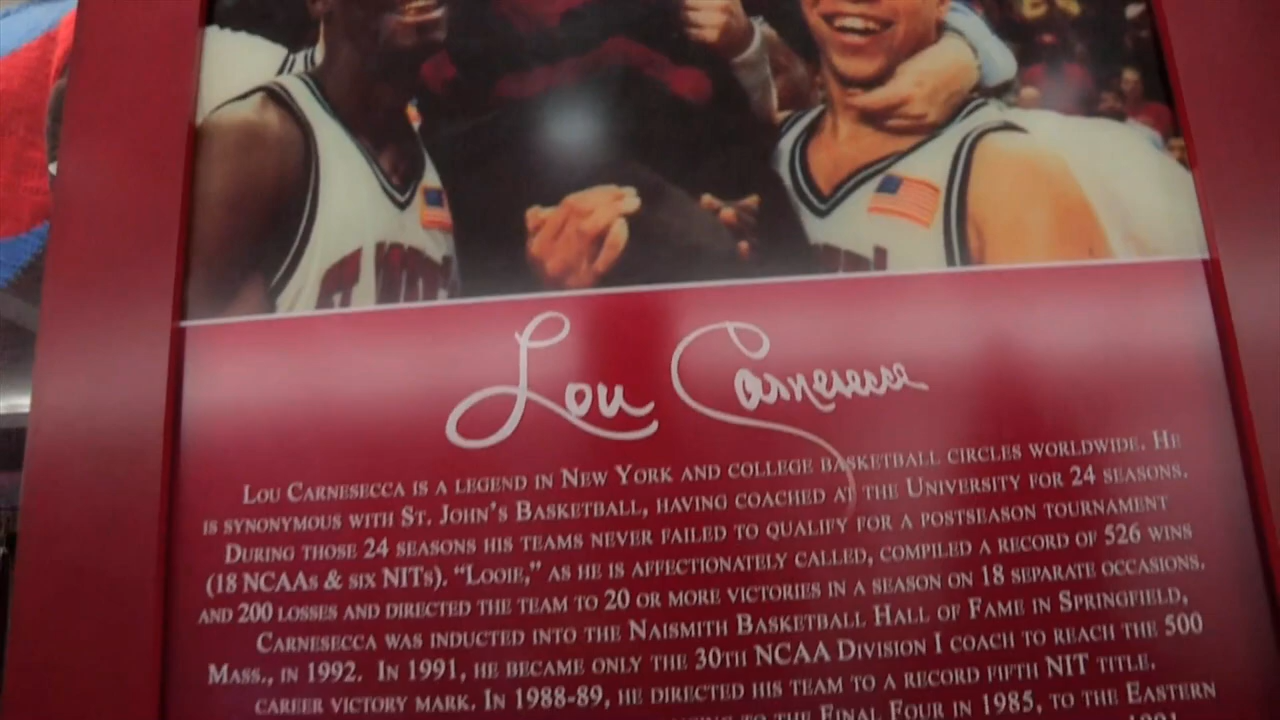 Lou Carnesecca
LOU CARNESECCA IS A LEGEND IN NEW YORK AND COLLEGE BASKETBALL CIRCLES WORLDWIDE. HE
IS SYNONYMOUS WITH ST. JOHN'S BASKETBALL, HAVING COACHED AT THE UNIVERSITY FOR 24 SEASONS.
DURING THOSE 24 SEASONS HIS TEAMS NEVER FAILED TO QUALIFY FOR A POSTSEASON TOURNAMENT
(18 NCAAS & SIX NITS). "LOOIE," AS HE IS AFFECTIONATELY CALLED, COMPILED A RECORD OF 526 WINS
AND 200 LOSSES AND DIRECTED THE TEAM TO 20 OR MORE VICTORIES IN A SEASON ON 18 SEPARATE OCCASIONS.
CARNESECCA WAS INDUCTED INTO THE NAISMITH BASKETBALL HALL OF FAME IN SPRINGFIELD,
MASS., IN 1992. IN 1991, HE BECAME ONLY THE 30TH NCAA DIVISION I COACH TO REACH THE 500
CAREER VICTORY MARK. IN 1988-89, HE DIRECTED HIS TEAM TO A RECORD FIFTH NIT TITLE.
TO THE FINAL FOUR IN 1985, TO THE EASTERN